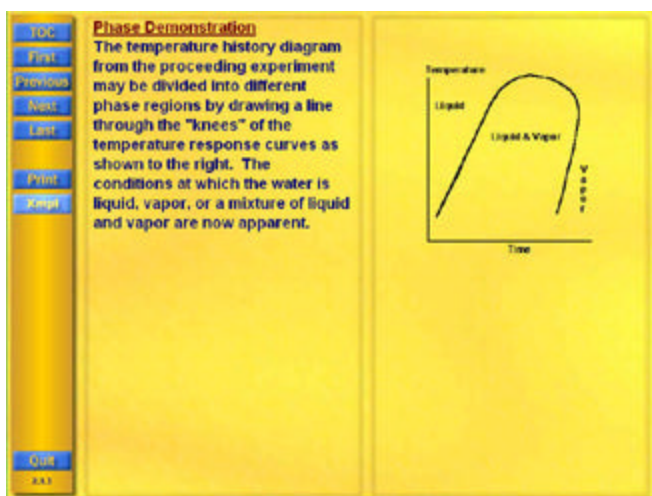 TOC
First
Previous
Next
Last
Print
Xmpl
Quit
Phase Demonstration
The temperature history diagram
from the proceeding experiment
may be divided into different
phase regions by drawing a line
through the "knees" of the
temperature response curves as
shown to the right. The
conditions at which the water is
liquid, vapor, or a mixture of liquid
and vapor are now apparent.
Temperature
Liquid
Liquid & Vapor
Vapor
Time